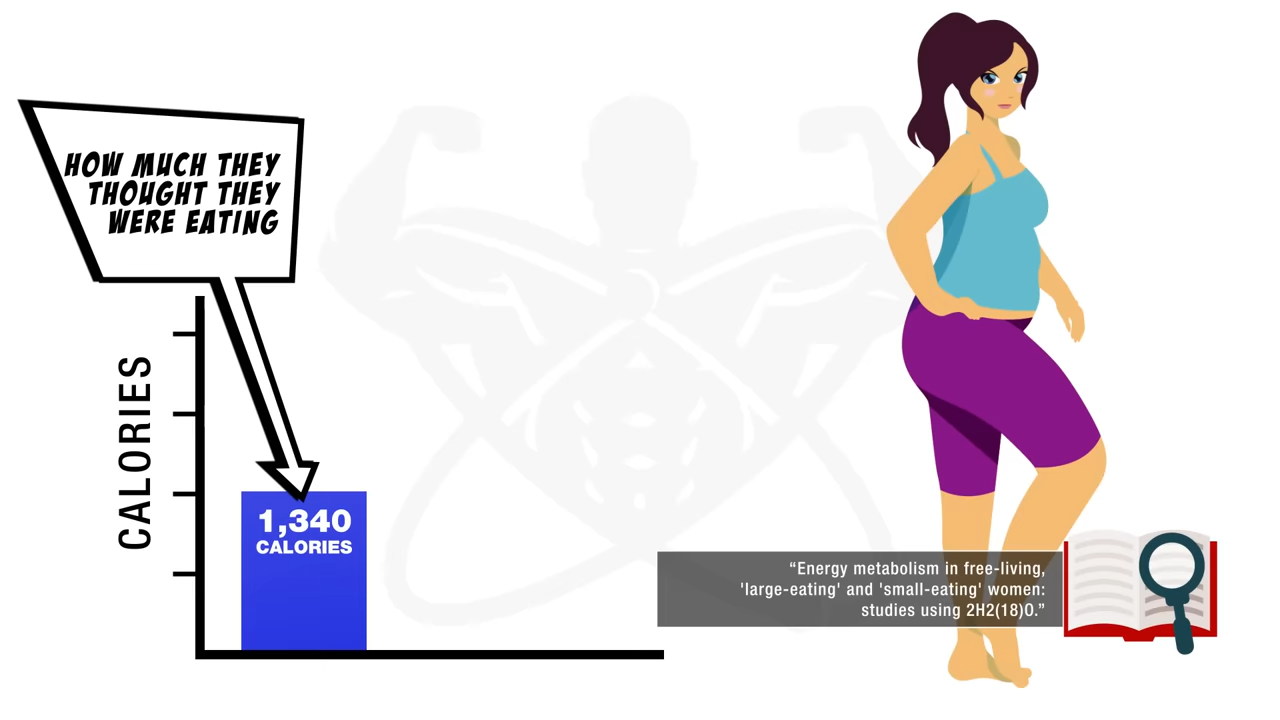 HOW MUCH THEY
THOUGHT THEY
WERE EATING
CALORIES
1,340
CALORIES
“Energy metabolism in free-living,
'large-eating' and 'small-eating' women:
studies using 2H2(18)O.”